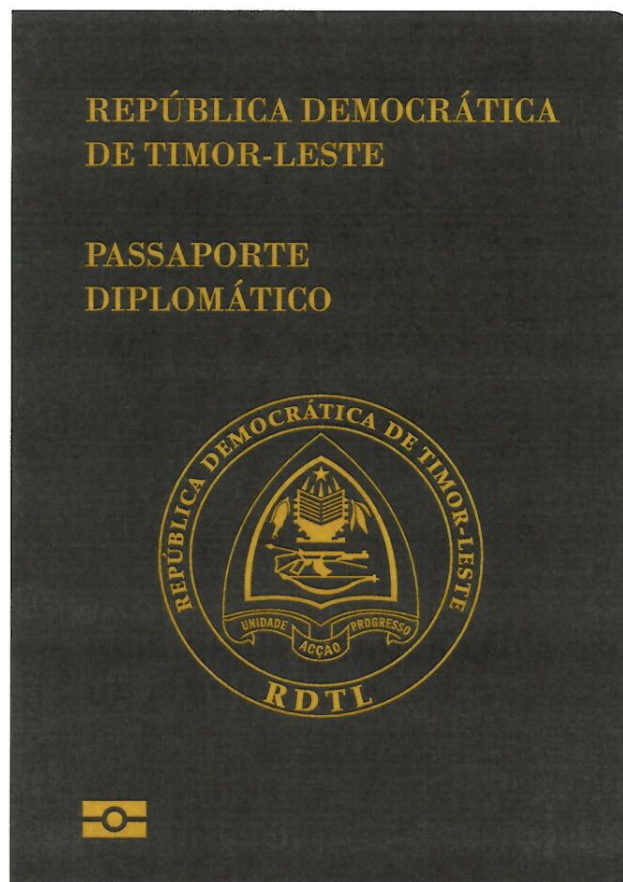 REPÚBLICA DEMOCRÁTICA
DE TIMOR-LESTE
PASSAPORTE
DIPLOMÁTICO
REPÚBLICA DEMOCRÁTICA DE TIMOR-LESTE
UNIDADE
ACÇÃO
PROGRESSO
RDTL